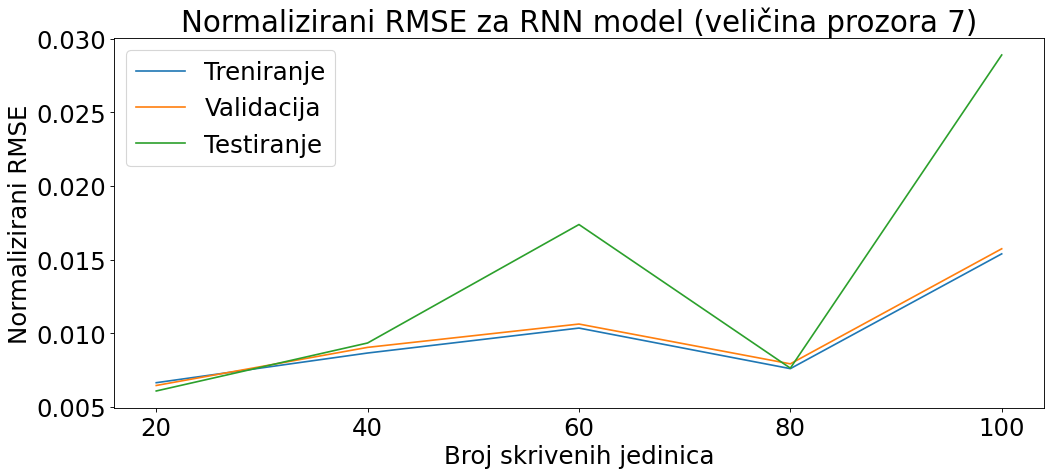 Normalizirani RMSE za RNN model (veličina prozora 7)
0.030
0.025
0.020
0.015
0.010
0.005
Normalizirani RMSE
Treniranje
Validacija
Testiranje
20 40 60 80 100
Broj skrivenih jedinica